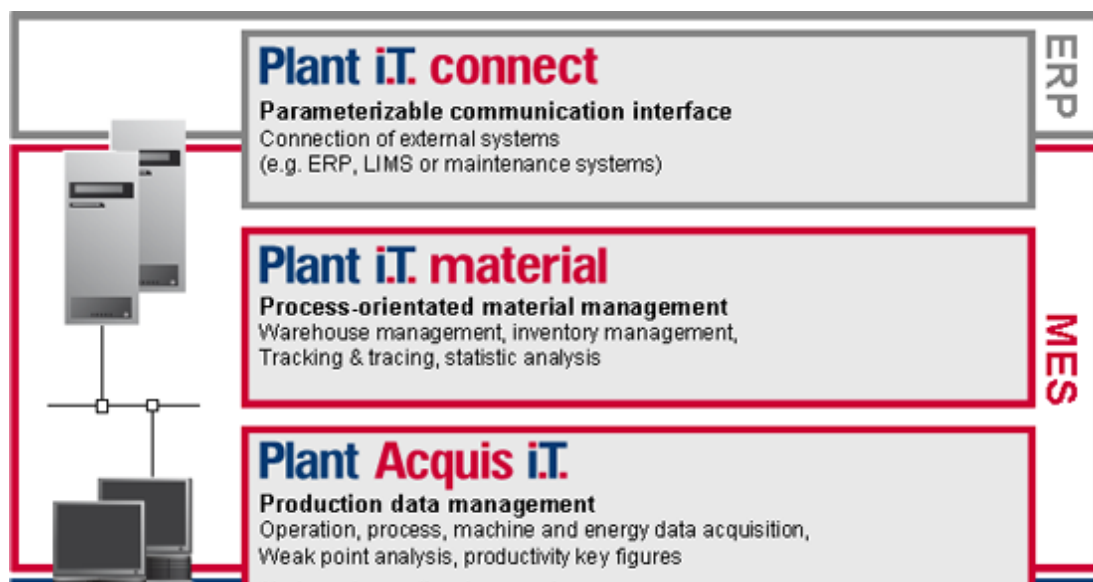 Plant i.T. connect
Parameterizable communication interface
Connection of external systems
(e.g. ERP, LIMS or maintenance systems)
ERP
Plant i.T. material
Process-orientated material management
Warehouse management, inventory management,
Tracking & tracing, statistic analysis
MES
Plant Acquis i.T.
Production data management
Operation, process, machine and energy data acquisition,
Weak point analysis, productivity key figures